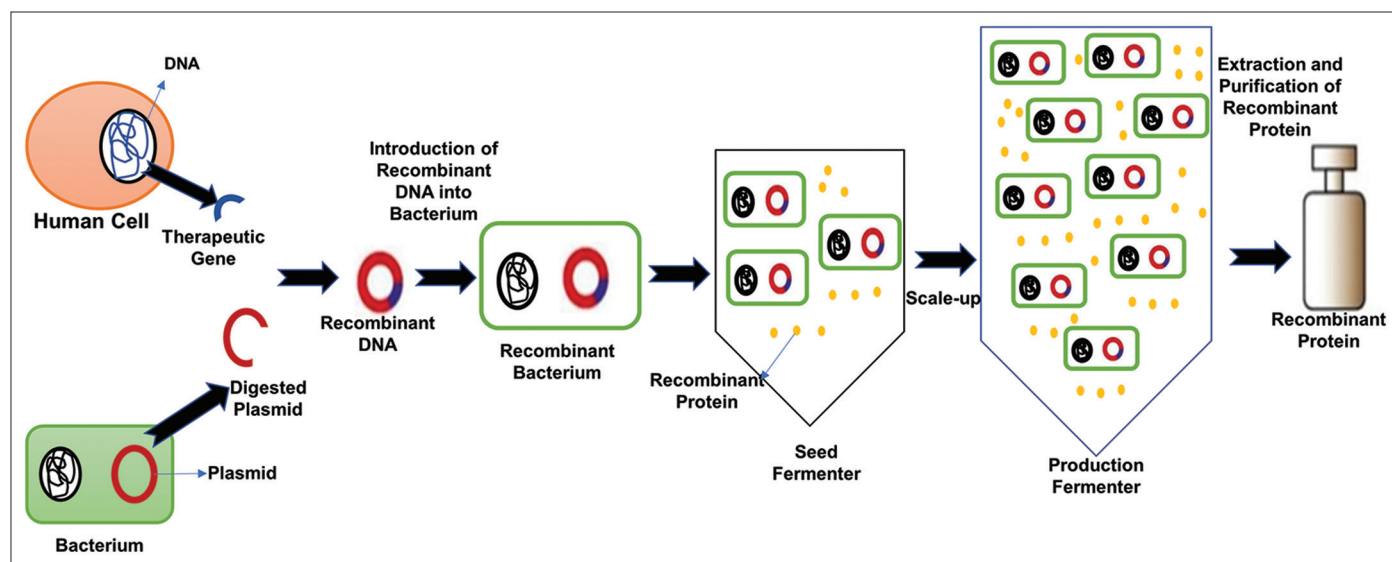 DNA
Human Cell
Therapeutic
Gene
Digested
Plasmid
Plasmid
Bacterium
Recombinant
DNA
Introduction of
Recombinant
DNA into
Bacterium
Recombinant
Bacterium
Recombinant
Protein
Seed
Fermenter
Scale-up
Production
Fermenter
Extraction and
Purification of
Recombinant
Protein
Recombinant
Protein